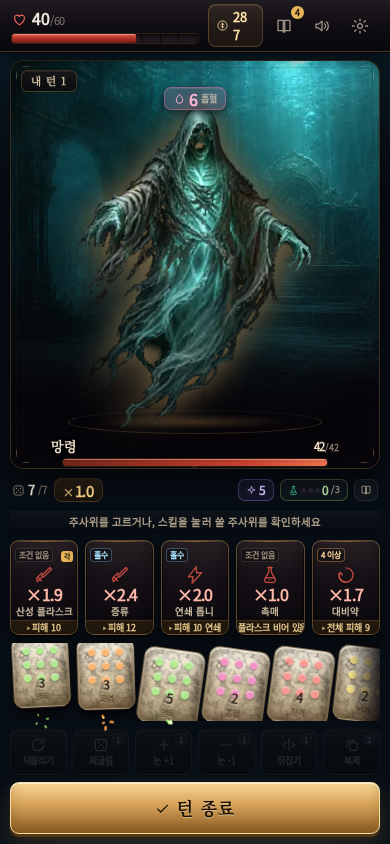 40/60
28
7
4
내 턴 1
6 흡혈
망령
42/42
7/7
×1.0
5
0/3
주사위를 고르거나, 스킬을 눌러 쓸 주사위를 확인하세요
조건 없음 각
×1.9
산성 플라스크
▸피해 10
홀수
×2.4
증류
▸피해 12
홀수
×2.0
연쇄 톱니
▸피해 10 연쇄
조건 없음
×1.0
촉매
플라스크 비어 있음
4 이상
×1.7
대비약
▸전체 피해 9
3 3 5 2 4 2
되돌리기
재굴림 1
눈 +1 1
눈 -1 1
뒤집기 1
복제 2
턴 종료